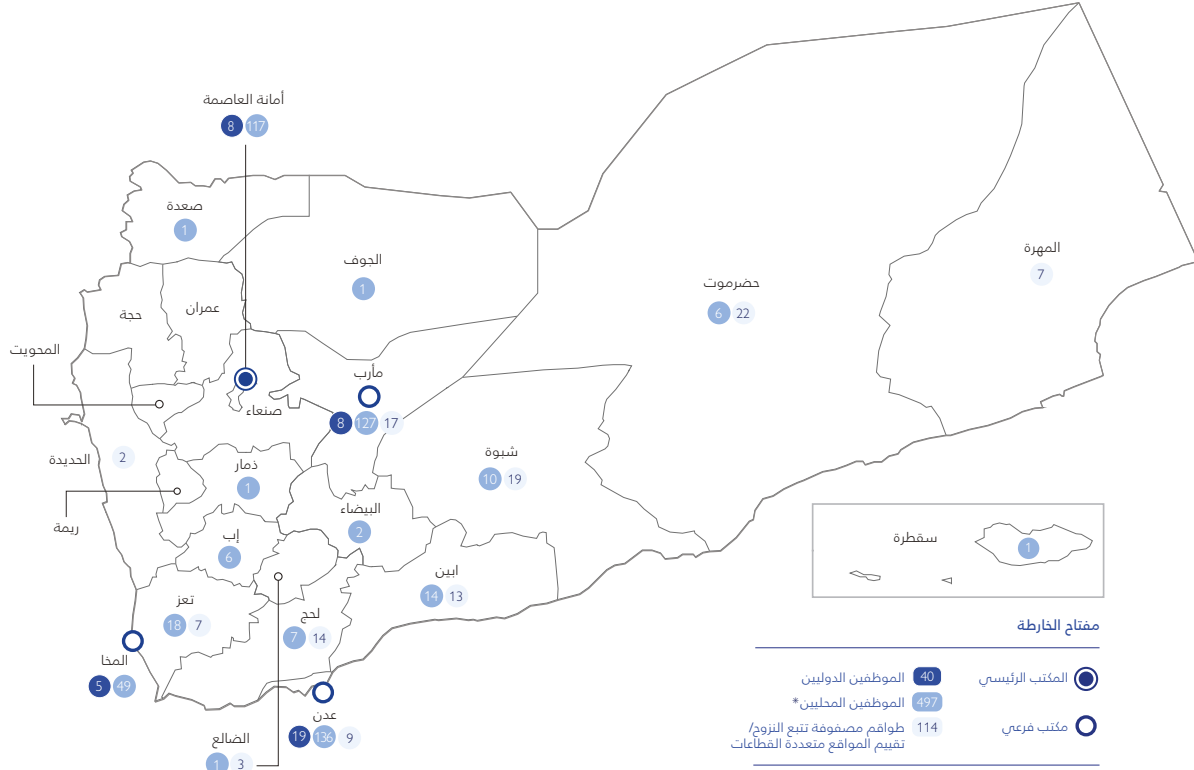 أمانة العاصمة
8 117
صعدة
1
الجوف
1
المهرة
7
حضرموت
6 22
عمران
حجة
المحويت
مأرب
8 127 17
صنعاء
شبوة
10 19
الحديدة
2
ذمار
1
ريمة
البيضاء
2
إب
6
سقطرة
1
ابين
14 13
تعز
18 7
لحج
7 14
المخا
5 49
عدن
19 136 9
الضالع
1 3
مفتاح الخارطة
المكتب الرئيسي
مكتب فرعي
40 الموظفين الدوليين
497 الموظفين المحليين*
114 طواقم مصفوفة تتبع النزوح/
تقييم المواقع متعددة القطاعات